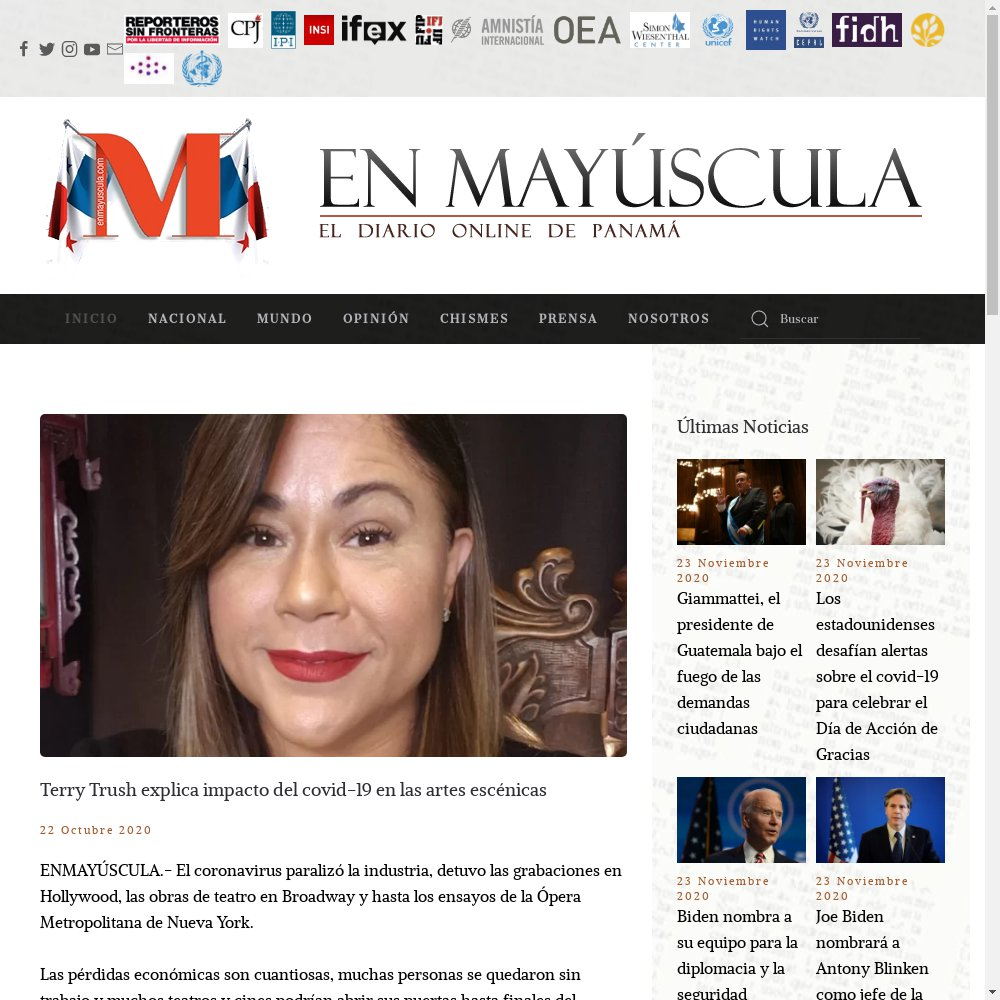 REPORTEROS
SIN FRONTERAS
POR LA LIBERTAD DE INFORMACIÓN
CPJ
IPI
INSI
ifex
FIP IFJ
AMNISTÍA
INTERNACIONAL
OEA
SIMON
WIESENTHAL
CENTER
unicef
HUMAN
RIGHTS
WATCH
CEPAL
fidh
enmayúscula.com
M
EN MAYÚSCULA
EL DIARIO ONLINE DE PANAMÁ
INICIO NACIONAL MUNDO OPINIÓN CHISMES PRENSA NOSOTROS Buscar
Terry Trush explica impacto del covid-19 en las artes escénicas
22 Octubre 2020
ENMAYÚSCULA.- El coronavirus paralizó la industria, detuvo las grabaciones en
Hollywood, las obras de teatro en Broadway y hasta los ensayos de la Ópera
Metropolitana de Nueva York.
Las pérdidas económicas son cuantiosas, muchas personas se quedaron sin
trabajo y muchos teatros y cines podrían abrir sus puertas hasta finales del
Últimas Noticias
23 Noviembre
2020
Giammattei, el
presidente de
Guatemala bajo el
fuego de las
demandas
ciudadanas
23 Noviembre
2020
Los
estadounidenses
desafían alertas
sobre el covid-19
para celebrar el
Día de Acción de
Gracias
23 Noviembre
2020
Biden nombra a
su equipo para la
diplomacia y la
seguridad
23 Noviembre
2020
Joe Biden
nombrará a
Antony Blinken
como jefe de la